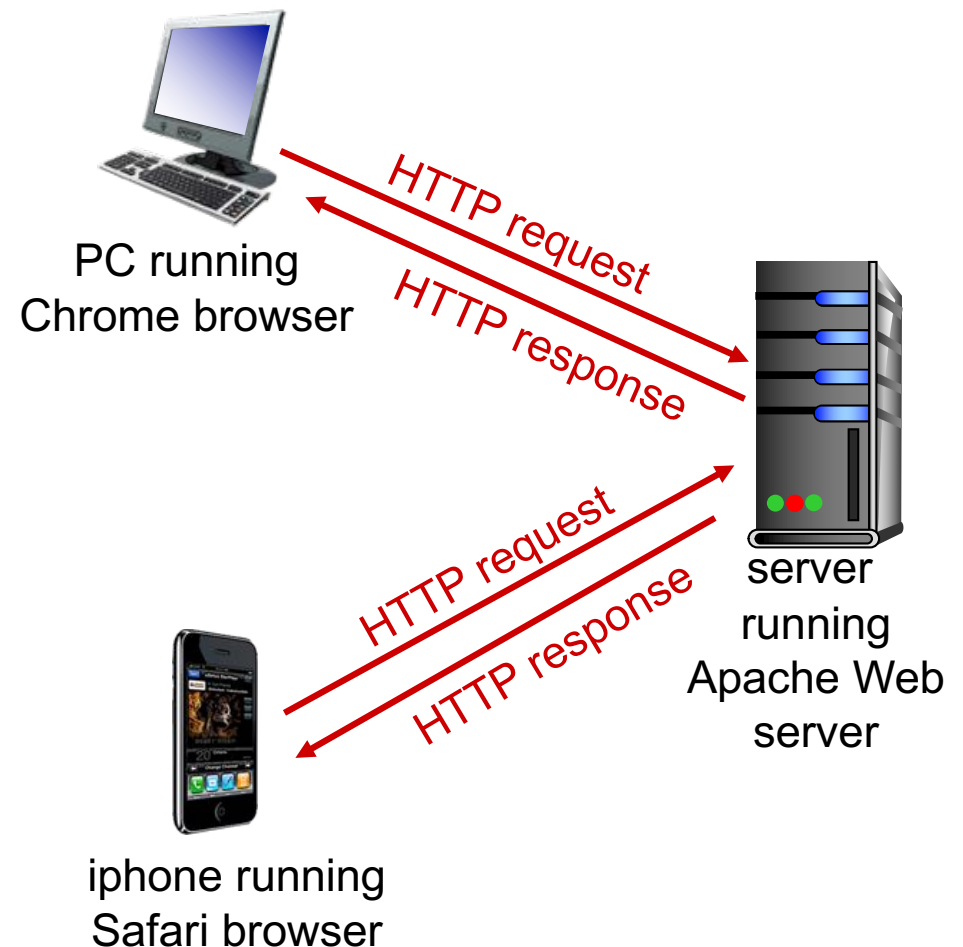 HTTP request
HTTP response
PC running
Chrome browser
HTTP request
HTTP response
server
running
Apache Web
server
iphone running
Safari browser